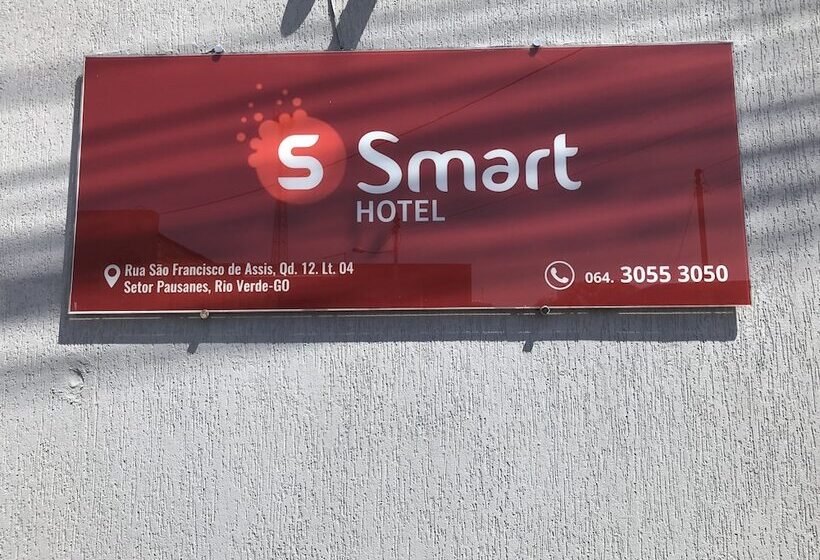 S Smart
HOTEL
Rua São Francisco de Assis, Qd. 12. Lt. 04
Setor Pausanes, Rio Verde-GO
064. 3055 3050